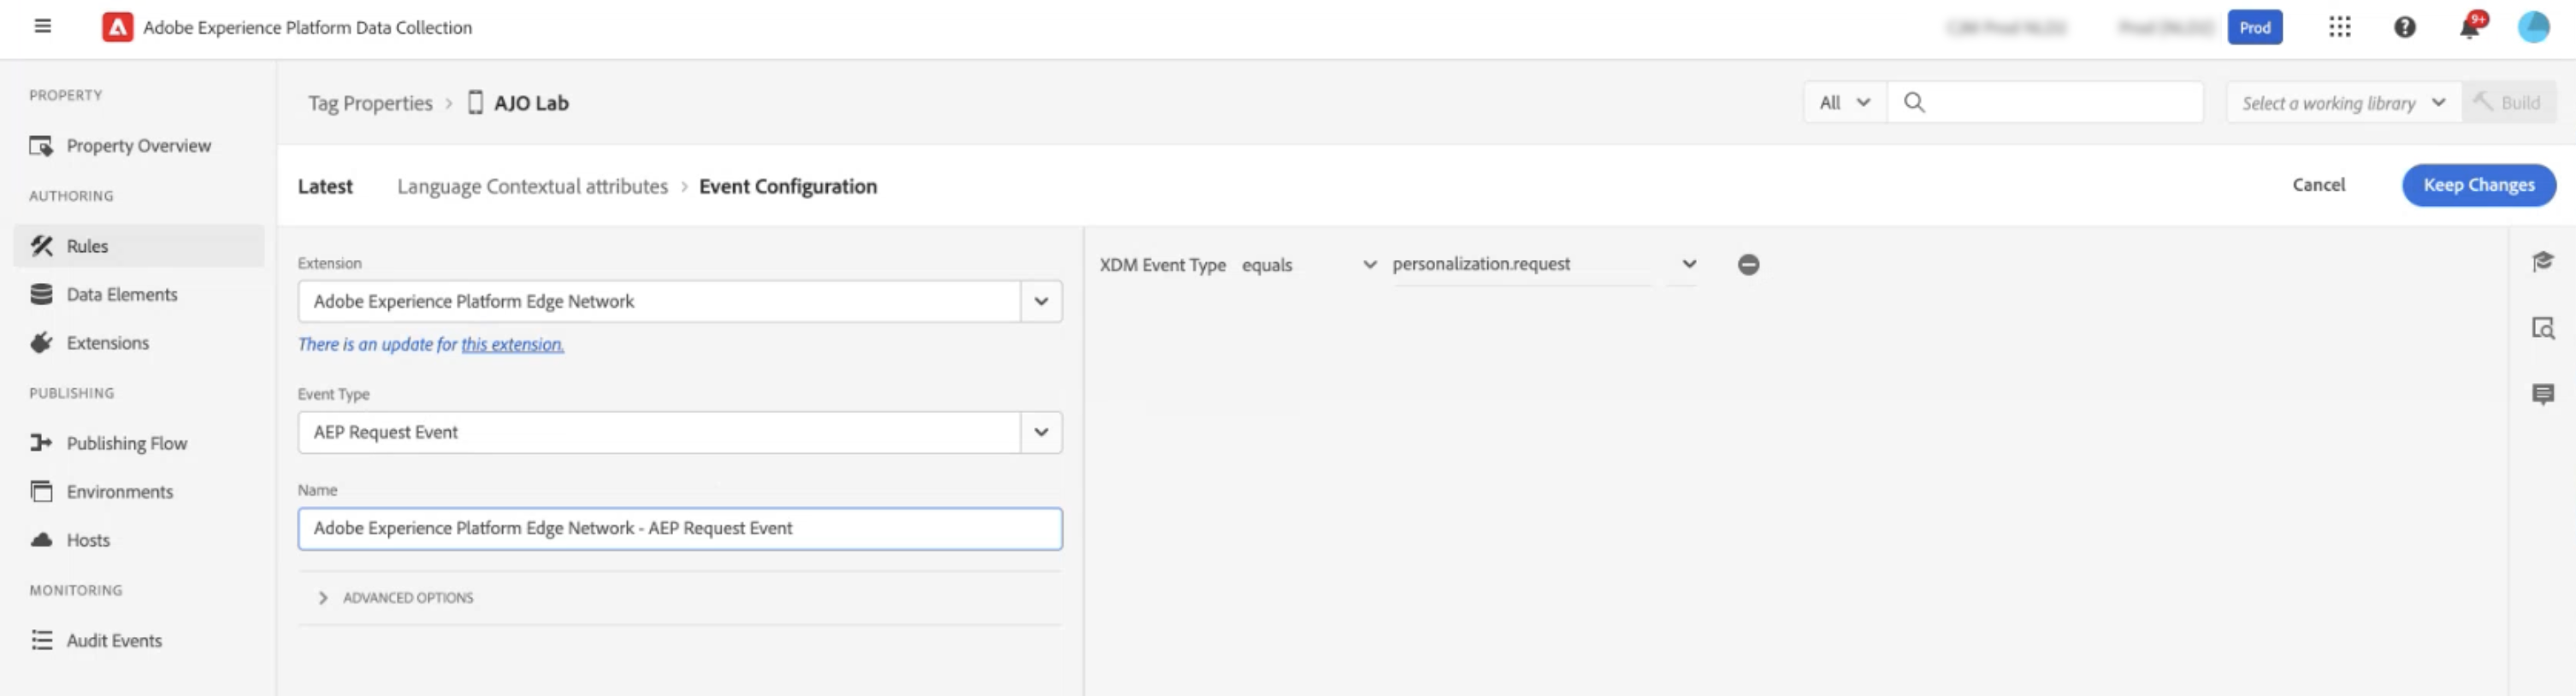 Adobe Experience Platform Data Collection
Prod
9+
PROPERTY
Property Overview
AUTHORING
Rules
Data Elements
Extensions
PUBLISHING
Publishing Flow
Environments
Hosts
MONITORING
Audit Events
Tag Properties > AJO Lab
All
Select a working library
Build
Latest
Language Contextual attributes > Event Configuration
Cancel
Keep Changes
Extension
Adobe Experience Platform Edge Network
There is an update for this extension.
Event Type
AEP Request Event
Name
Adobe Experience Platform Edge Network - AEP Request Event
ADVANCED OPTIONS
XDM Event Type equals personalization.request